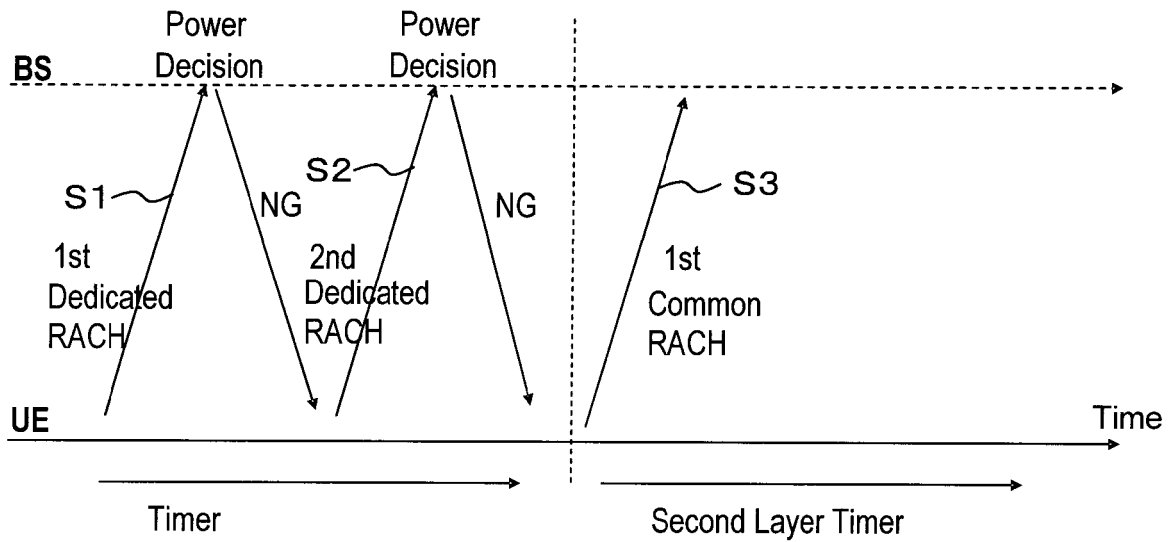 Power
Decision
Power
Decision
BS
S1
NG
S2
NG
S3
1st
Dedicated
RACH
2nd
Dedicated
RACH
1st
Common
RACH
UE
Time
Timer
Second Layer Timer